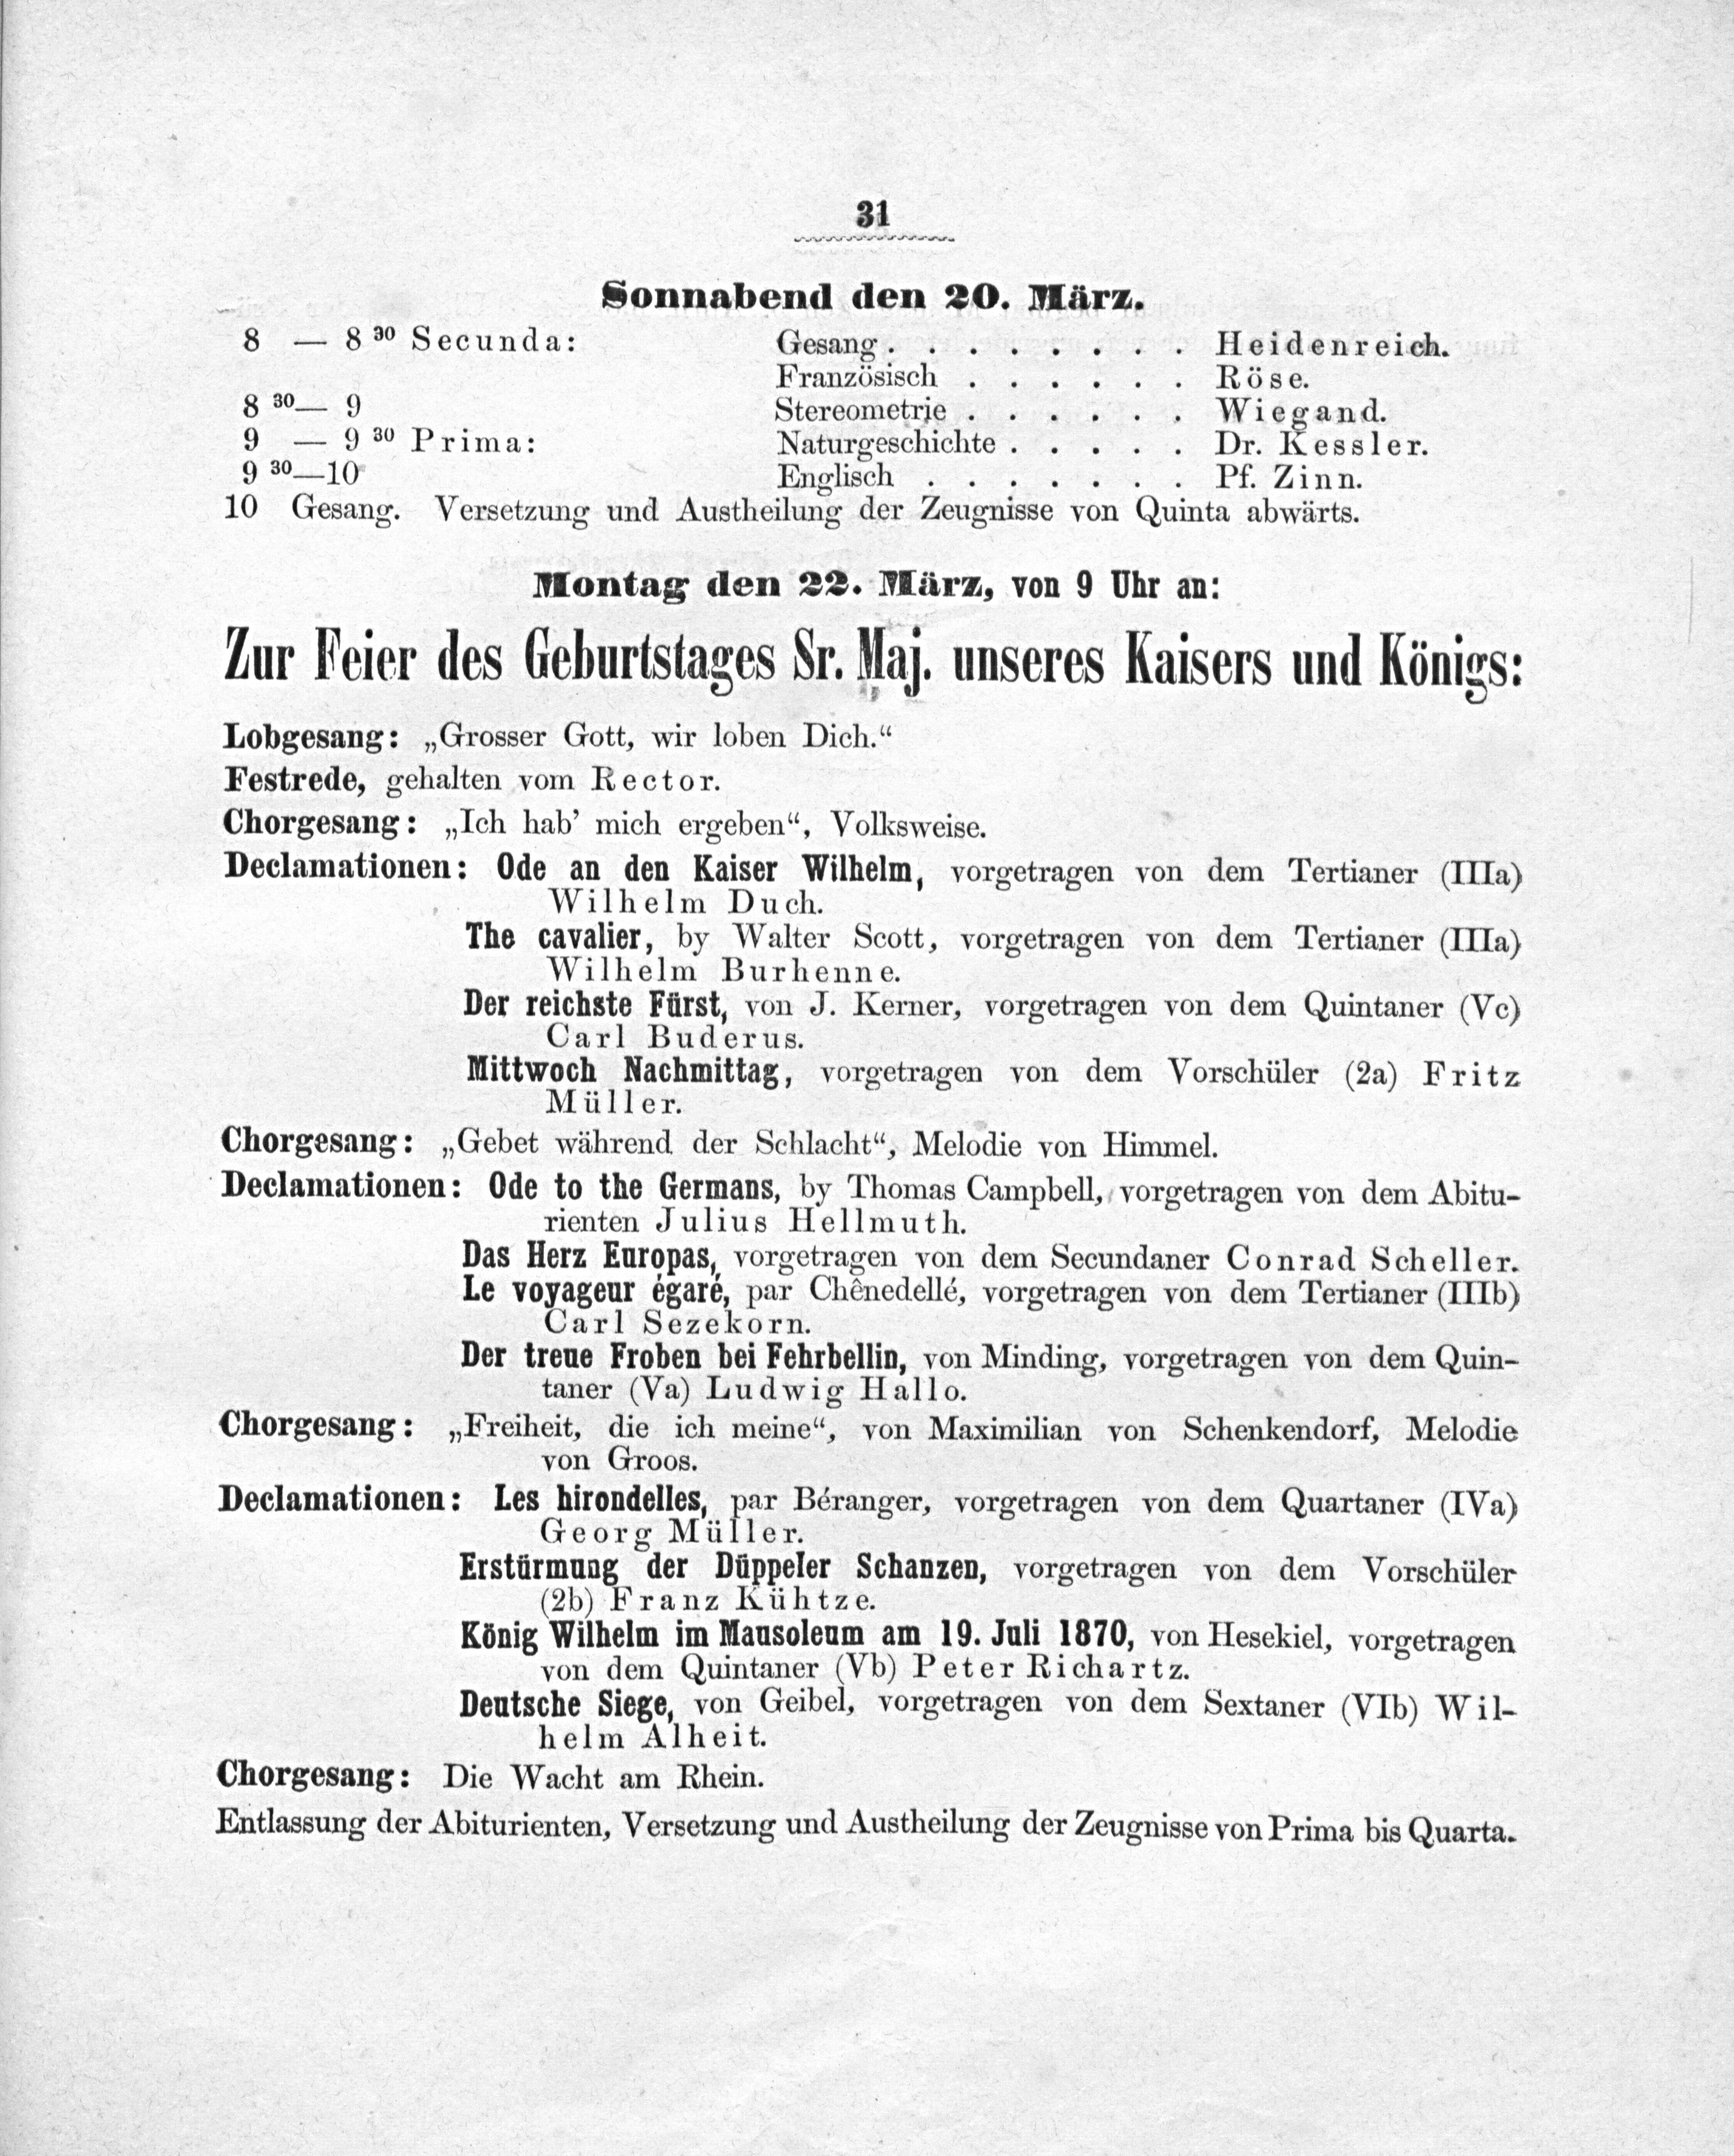 31
Sonnabend den 20. März.
8 — 8 30 Secunda: Gesang . . . . . . . . Heidenreich.
Französisch . . . . . . Röse.
8 30— 9 Stereometrie . . . . . . Wiegand.
9 — 9 30 Prima: Naturgeschichte . . . . . Dr. Kessler.
9 30—10 Englisch . . . . . . . Pf. Zinn.
10 Gesang. Versetzung und Austheilung der Zeugnisse von Quinta abwärts.
Montag den 22. März, von 9 Uhr an:
Zur Feier des Geburtstages Sr. Maj. unseres Kaisers und Königs:
Lobgesang: „Grosser Gott, wir loben Dich.“
Festrede, gehalten vom Rector.
Chorgesang: „Ich hab’ mich ergeben“, Volksweise.
Declamationen: Ode an den Kaiser Wilhelm, vorgetragen von dem Tertianer (IIIa)
Wilhelm Duch.
The cavalier, by Walter Scott, vorgetragen von dem Tertianer (IIIa)
Wilhelm Burhenne.
Der reichste Fürst, von J. Kerner, vorgetragen von dem Quintaner (Vc)
Carl Buderus.
Mittwoch Nachmittag, vorgetragen von dem Vorschüler (2a) Fritz
Müller.
Chorgesang: „Gebet während der Schlacht“, Melodie von Himmel.
Declamationen: Ode to the Germans, by Thomas Campbell, vorgetragen von dem Abitu-
rienten Julius Hellmuth.
Das Herz Europas, vorgetragen von dem Secundaner Conrad Scheller.
Le voyageur égaré, par Chênedellé, vorgetragen von dem Tertianer (IIIb)
Carl Sezekorn.
Der treue Froben bei Fehrbellin, von Minding, vorgetragen von dem Quin-
taner (Va) Ludwig Hallo.
Chorgesang: „Freiheit, die ich meine“, von Maximilian von Schenkendorf, Melodie
von Groos.
Declamationen: Les hirondelles, par Béranger, vorgetragen von dem Quartaner (IVa)
Georg Müller.
Erstürmung der Düppeler Schanzen, vorgetragen von dem Vorschüler
(2b) Franz Kühtze.
König Wilhelm im Mausoleum am 19. Juli 1870, von Hesekiel, vorgetragen
von dem Quintaner (Vb) Peter Richartz.
Deutsche Siege, von Geibel, vorgetragen von dem Sextaner (VIb) Wil-
helm Alheit.
Chorgesang: Die Wacht am Rhein.
Entlassung der Abiturienten, Versetzung und Austheilung der Zeugnisse von Prima bis Quarta.